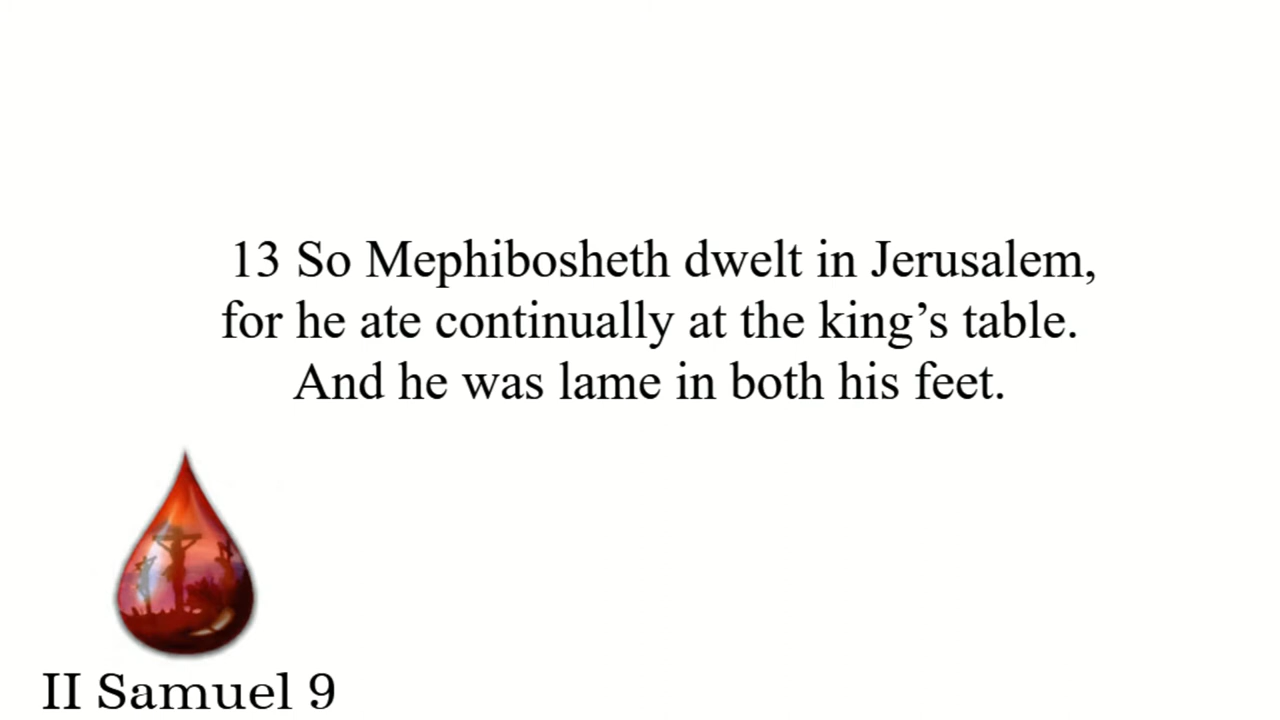 13 So Mephibosheth dwelt in Jerusalem,
for he ate continually at the king’s table.
And he was lame in both his feet.
II Samuel 9